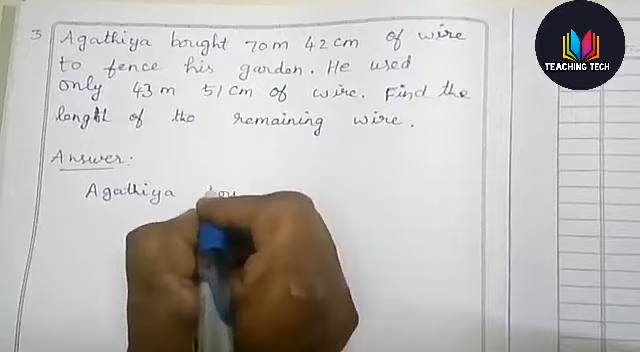 3 Agathiya bought 70m 42cm of wire
to fence his garden. He used
only 43m 51cm of wire. Find the
length of the remaining wire.
Answer:
Agathiya
TEACHING TECH